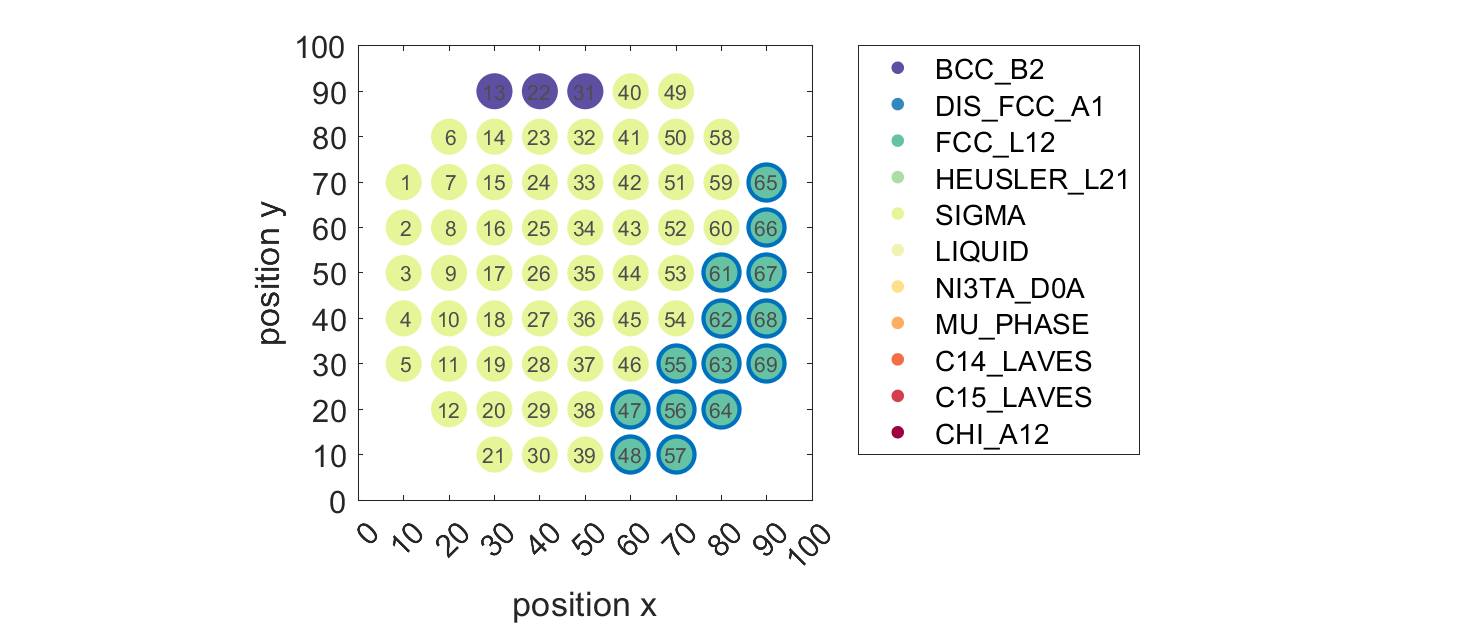 100
90
80
70
60
50
40
30
20
10
0
position y
13 22 31 40 49
6 14 23 32 41 50 58
1 7 15 24 33 42 51 59 65
2 8 16 25 34 43 52 60 66
3 9 17 26 35 44 53 61 67
4 10 18 27 36 45 54 62 68
5 11 19 28 37 46 55 63 69
12 20 29 38 47 56 64
21 30 39 48 57
0 10 20 30 40 50 60 70 80 90 100
position x
BCC_B2
DIS_FCC_A1
FCC_L12
HEUSLER_L21
SIGMA
LIQUID
NI3TA_D0A
MU_PHASE
C14_LAVES
C15_LAVES
CHI_A12